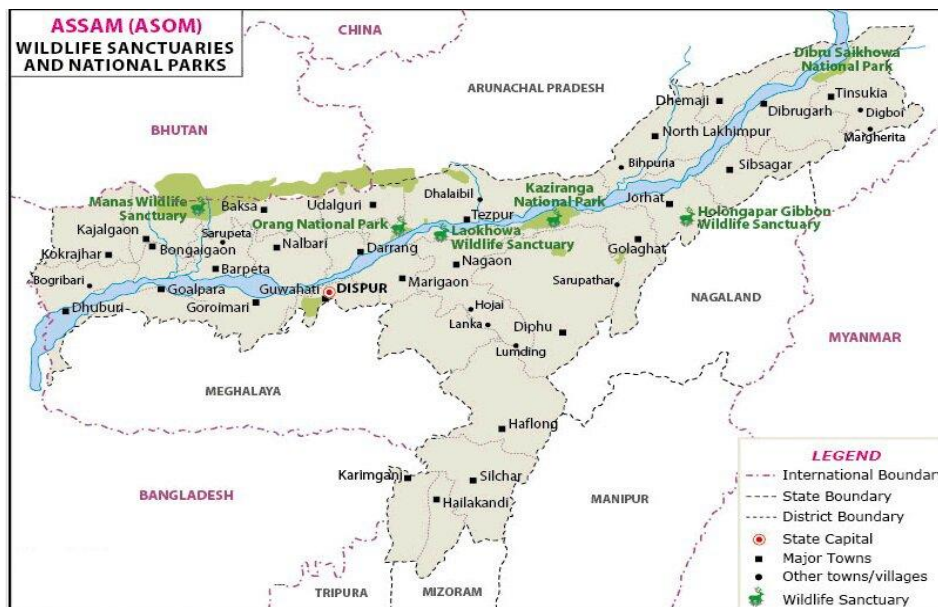 ASSAM (ASOM)
WILDLIFE SANCTUARIES
AND NATIONAL PARKS
CHINA
ARUNACHAL PRADESH
Dibru Saikhowa
National Park
BHUTAN
Dhemaji
Dibrugarh
Tinsukia
Digboi
Margherita
North Lakhimpur
Bihpuria
Sibsagar
Manas Wildlife
Sanctuary
Baksa
Udalguri
Dhalaibil
Kaziranga
National Park
Jorhat
Holongapar Gibbon
Wildlife Sanctuary
Orang National Park
Tezpur
Laokhowa
Wildlife Sanctuary
Kajalgaon
Sarupeta
Kokrajhar
Bongaigaon
Nalbari
Darrang
Golaghat
Nagaon
Barpeta
Bogribari
Goalpara
Guwahati
DISPUR
Marigaon
Sarupathar
NAGALAND
Dhuburi
Goroimari
Hojai
Lanka
Diphu
Lumding
MYANMAR
MEGHALAYA
Haflong
Karimganj
Silchar
Hailakandi
BANGLADESH
MANIPUR
TRIPURA
MIZORAM
LEGEND
International Boundary
State Boundary
District Boundary
State Capital
Major Towns
Other towns/villages
Wildlife Sanctuary